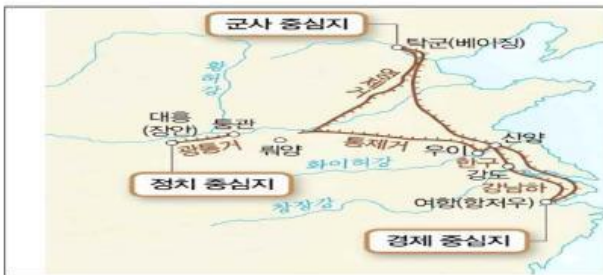 군사 중심지
탁군(베이징)
황허강
영제거
대흥
(장안)
통관
광통거
뤄양
통제거
산양
우이
한구
화이허강
강도
강남하
정치 중심지
창장강
여항(항저우)
경제 중심지